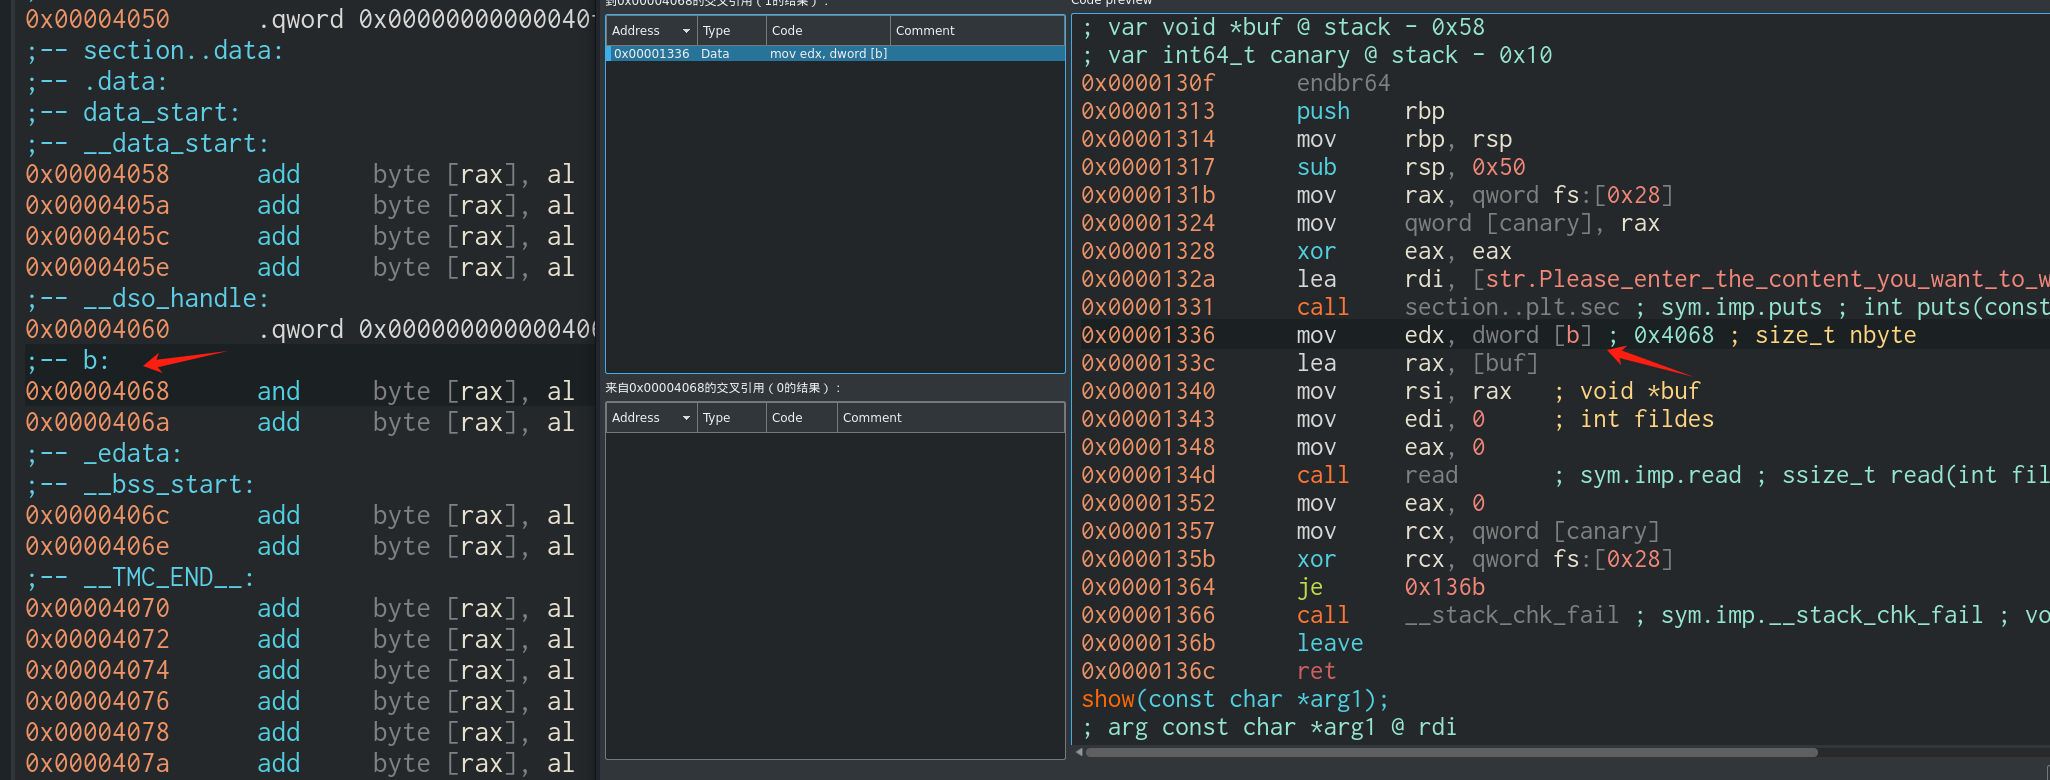 0x00004050 .qword 0x00000000000040
;-- section..data:
;-- .data:
;-- data_start:
;-- __data_start:
0x00004058 add byte [rax], al
0x0000405a add byte [rax], al
0x0000405c add byte [rax], al
0x0000405e add byte [rax], al
;-- __dso_handle:
0x00004060 .qword 0x000000000000406
;-- b:
0x00004068 and byte [rax], al
0x0000406a add byte [rax], al
;-- _edata:
;-- __bss_start:
0x0000406c add byte [rax], al
0x0000406e add byte [rax], al
;-- __TMC_END__:
0x00004070 add byte [rax], al
0x00004072 add byte [rax], al
0x00004074 add byte [rax], al
0x00004076 add byte [rax], al
0x00004078 add byte [rax], al
0x0000407a add byte [rax], al
到0x00004068的交叉引用（1的结果）:
Address Type Code Comment
0x00001336 Data mov edx, dword [b]
来自0x00004068的交叉引用（0的结果）:
Address Type Code Comment
Code preview
; var void *buf @ stack - 0x58
; var int64_t canary @ stack - 0x10
0x0000130f endbr64
0x00001313 push rbp
0x00001314 mov rbp, rsp
0x00001317 sub rsp, 0x50
0x0000131b mov rax, qword fs:[0x28]
0x00001324 mov qword [canary], rax
0x00001328 xor eax, eax
0x0000132a lea rdi, [str.Please_enter_the_content_you_want_to_w
0x00001331 call section..plt.sec ; sym.imp.puts ; int puts(const
0x00001336 mov edx, dword [b] ; 0x4068 ; size_t nbyte
0x0000133c lea rax, [buf]
0x00001340 mov rsi, rax ; void *buf
0x00001343 mov edi, 0 ; int fildes
0x00001348 mov eax, 0
0x0000134d call read ; sym.imp.read ; ssize_t read(int fil
0x00001352 mov eax, 0
0x00001357 mov rcx, qword [canary]
0x0000135b xor rcx, qword fs:[0x28]
0x00001364 je 0x136b
0x00001366 call __stack_chk_fail ; sym.imp.__stack_chk_fail ; vo
0x0000136b leave
0x0000136c ret
show(const char *arg1);
; arg const char *arg1 @ rdi